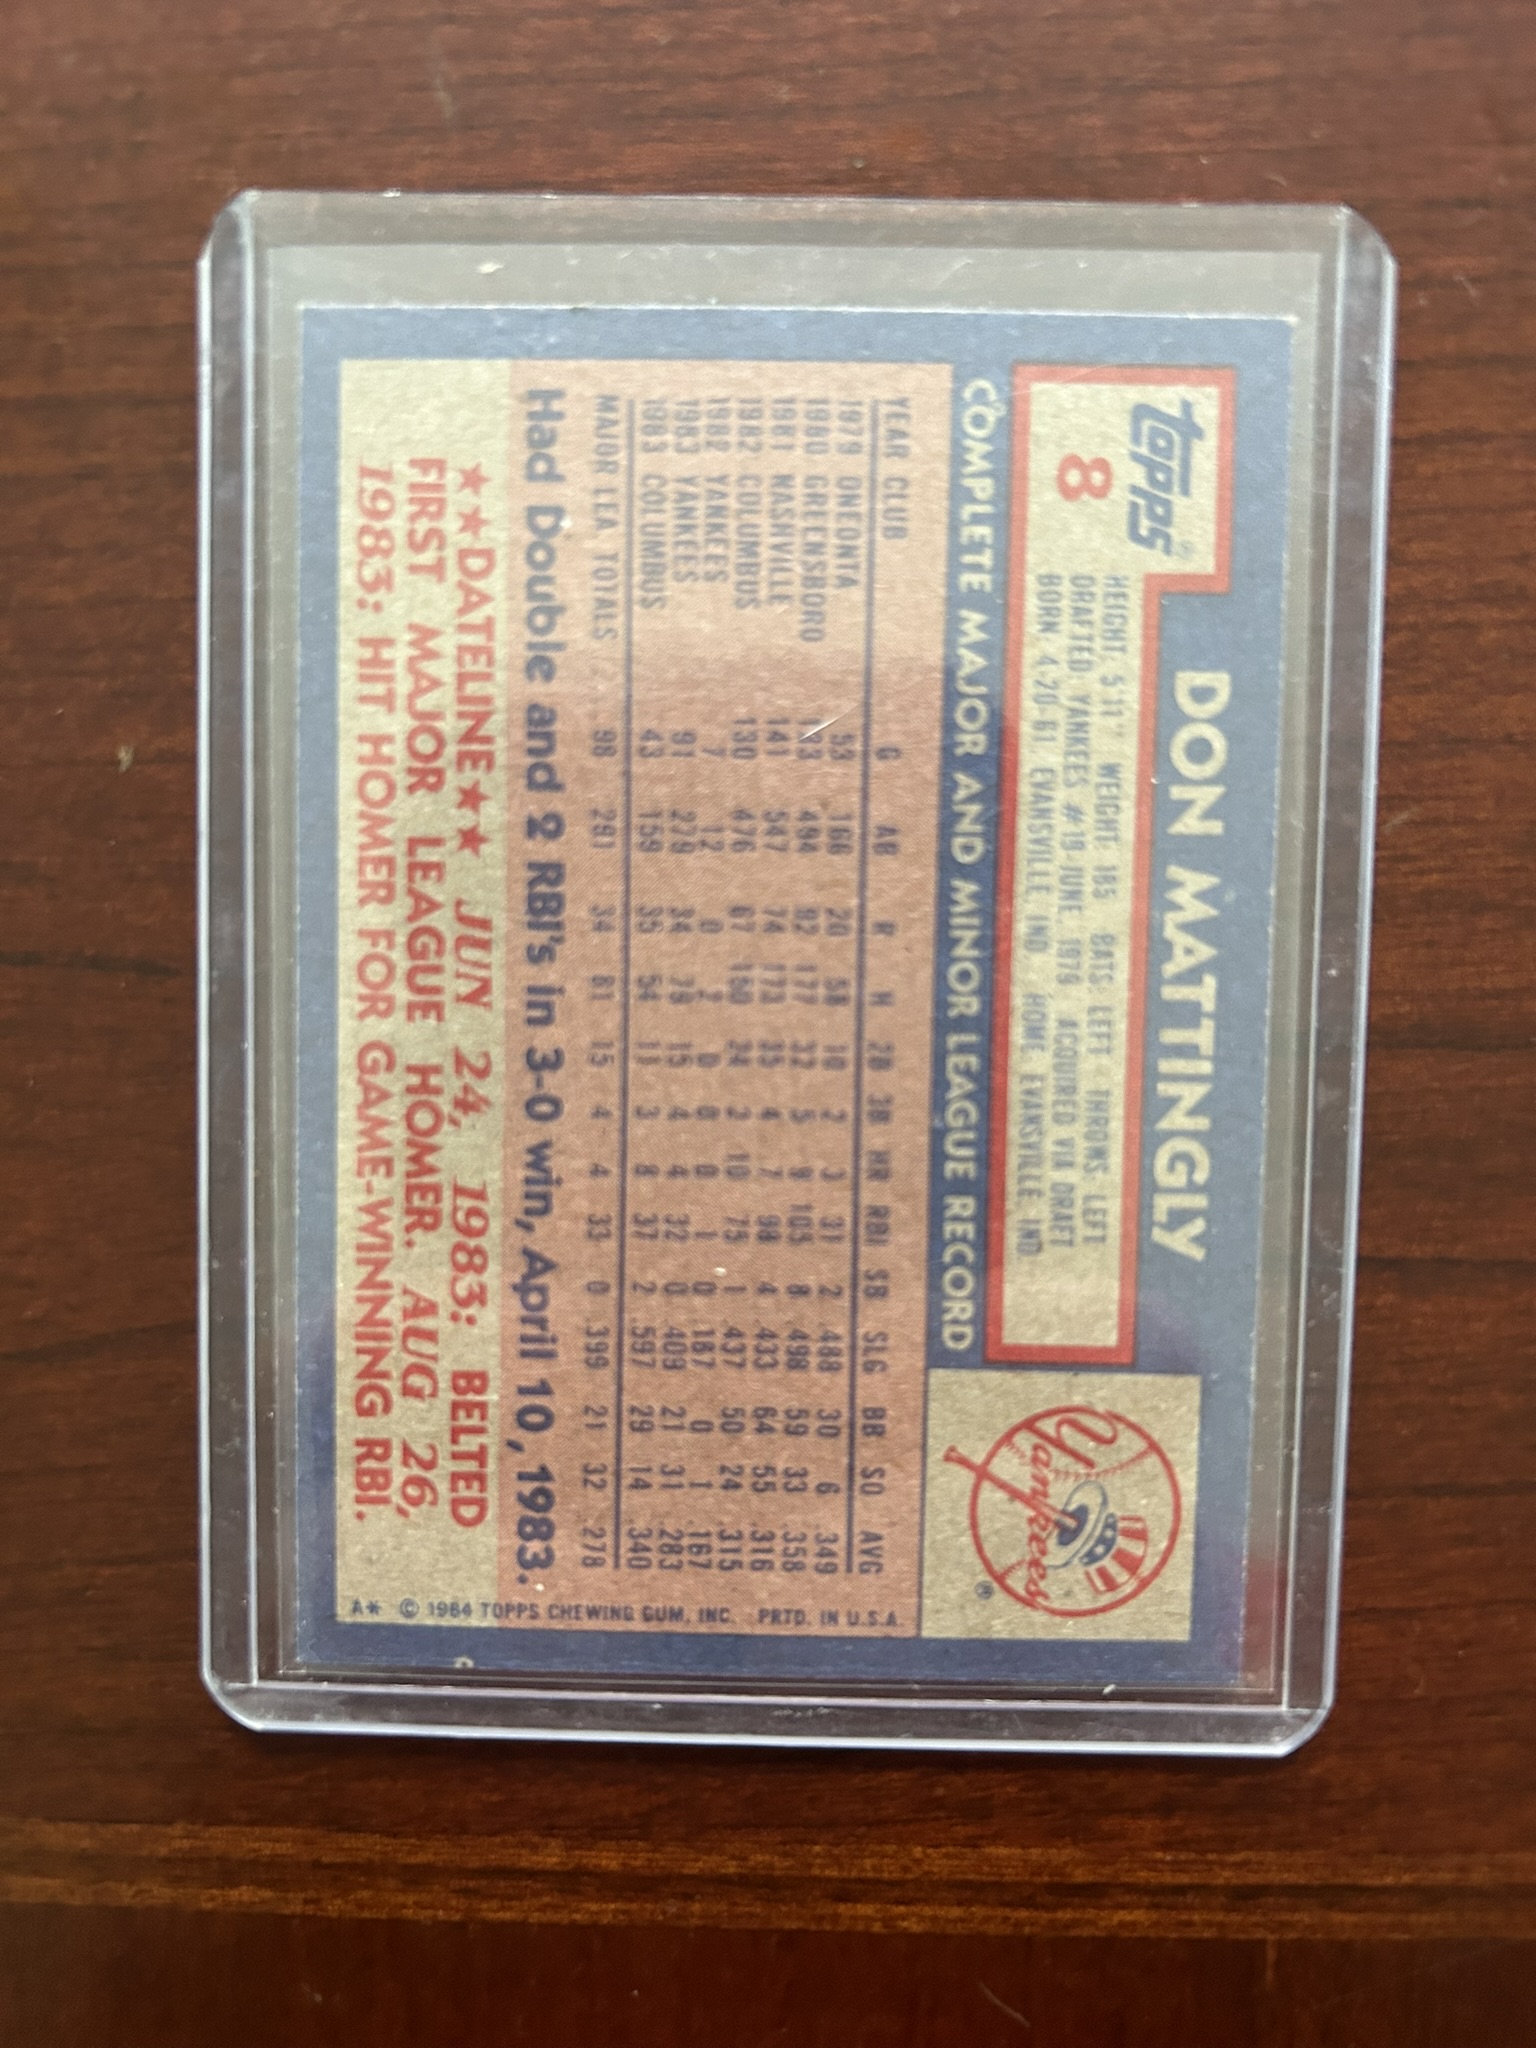 Topps®
8
DON MATTINGLY
HEIGHT: 5'11" WEIGHT: 185 BATS: LEFT THROWS: LEFT
DRAFTED: YANKEES #19-JUNE, 1979 ACQUIRED VIA DRAFT
BORN 4-20-61, EVANSVILLE, IND. HOME: EVANSVILLE, IND.
Yankees
®
COMPLETE MAJOR AND MINOR LEAGUE RECORD
YEAR CLUB G AB R H 2B 3B HR RBI SB SLG BB SO AVG
1979 ONEONTA 53 166 20 58 10 2 3 31 2 .488 30 6 .349
1980 GREENSBORO 133 494 92 177 32 5 9 105 8 .498 59 33 .358
1981 NASHVILLE 141 547 74 173 35 4 7 98 4 .433 64 55 .316
1982 COLUMBUS 130 476 67 150 24 2 10 75 1 .437 50 24 .315
1982 YANKEES 7 12 0 2 0 0 0 1 0 .167 0 1 .167
1983 YANKEES 91 279 34 79 15 4 4 32 0 .409 21 31 .283
1983 COLUMBUS 43 159 35 54 11 3 8 37 2 .597 29 14 .340
MAJOR LEA. TOTALS 98 291 34 81 15 4 4 33 0 .399 21 32 .278
Had Double and 2 RBI's in 3-0 win, April 10, 1983.
★★DATELINE★★ JUN 24, 1983: BELTED
FIRST MAJOR LEAGUE HOMER. AUG 26,
1983: HIT HOMER FOR GAME-WINNING RBI.
A* © 1984 TOPPS CHEWING GUM, INC. PRTD. IN U.S.A.